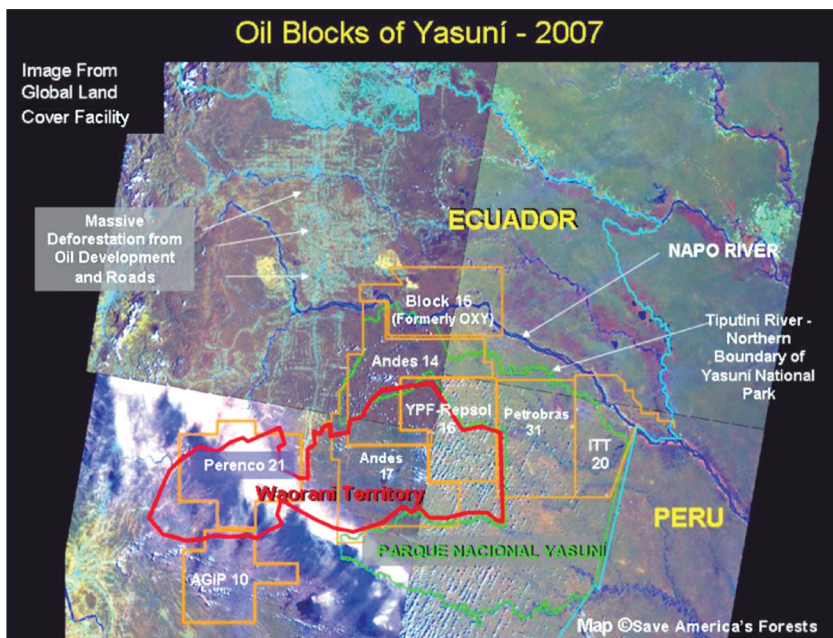 Oil Blocks of Yasuní - 2007
Image From
Global Land
Cover Facility
Massive
Deforestation from
Oil Development
and Roads
ECUADOR
NAPO RIVER
Block 15
(Formerly OXY)
Tiputini River -
Northern
Boundary of
Yasuní National
Park
Andes 14
YPF-Repsol
16
Petrobras
31
ITT
20
Perenco 21
Andes
17
Waorani Territory
PERU
PARQUE NACIONAL YASUNI
AGIP 10
Map ©Save America's Forests